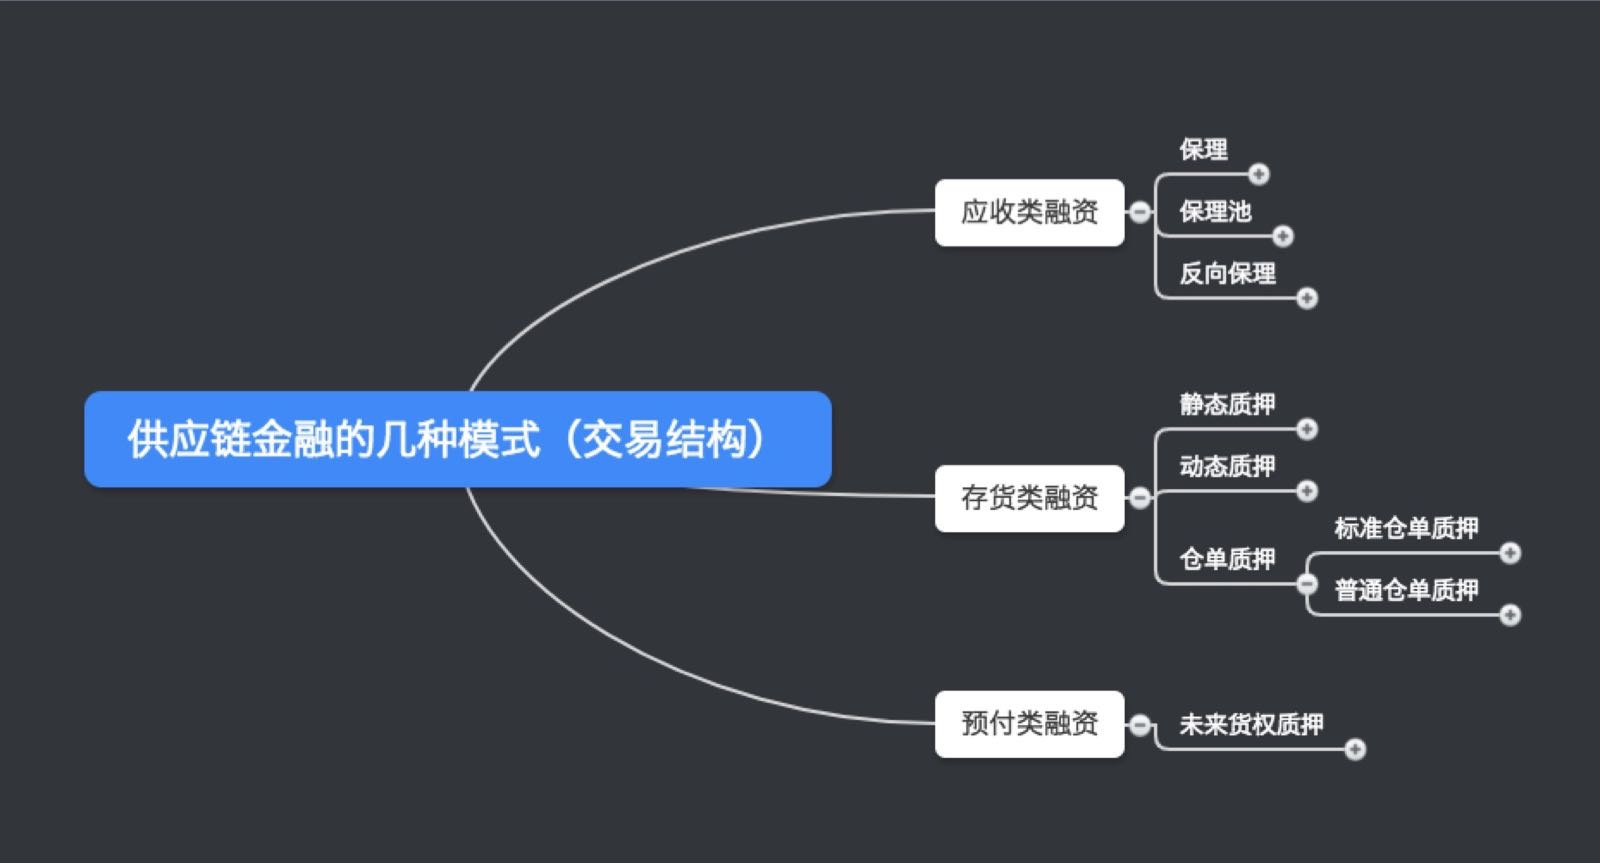 供应链金融的几种模式（交易结构）
应收类融资
保理
保理池
反向保理
存货类融资
静态质押
动态质押
仓单质押
标准仓单质押
普通仓单质押
预付类融资
未来货权质押